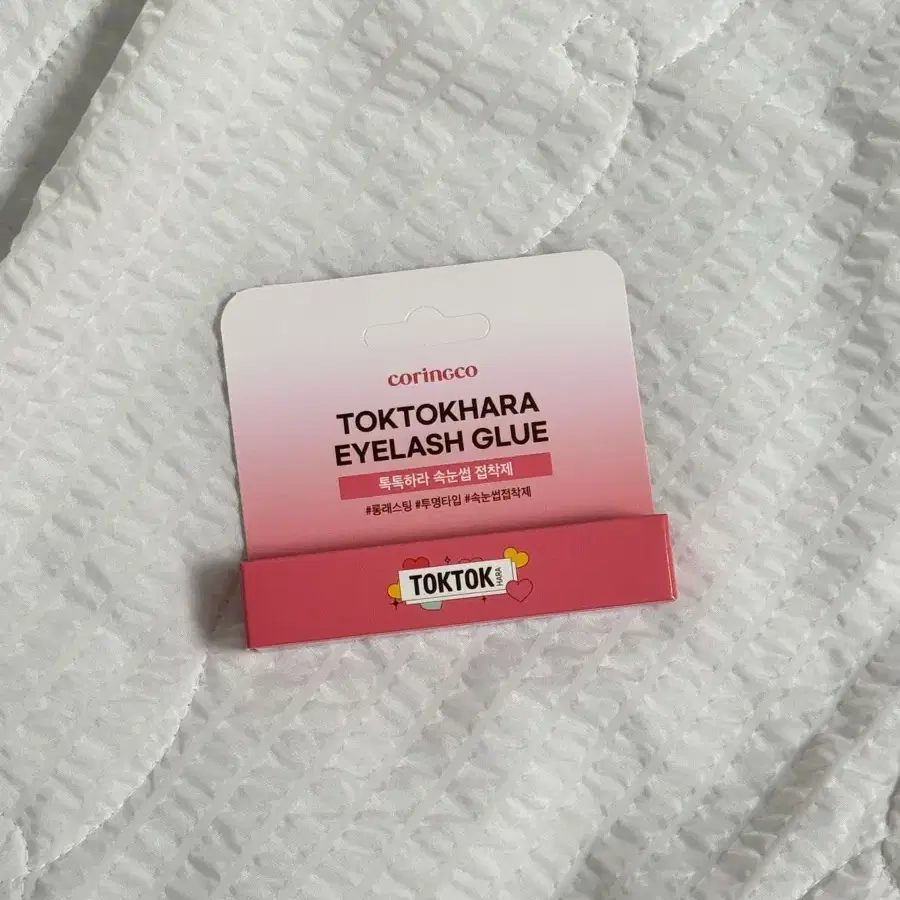 coringco
TOKTOKHARA
EYELASH GLUE
톡톡하라 속눈썹 접착제
#롱래스팅 #투명타입 #속눈썹접착제
TOKTOK
HARA